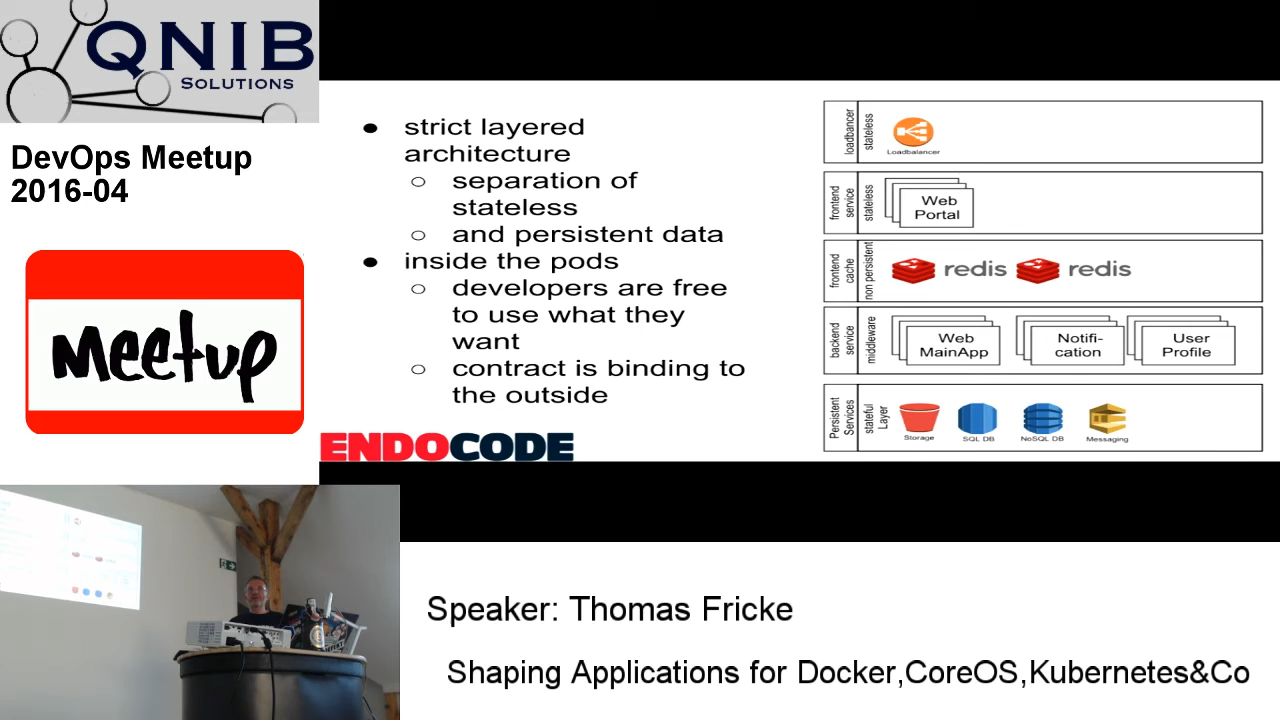 QNIB
SOLUTIONS
DevOps Meetup
2016-04
Meetup
● strict layered
architecture
○ separation of
stateless
○ and persistent data
● inside the pods
○ developers are free
to use what they
want
○ contract is binding to
the outside
ENDOCODE
loadbancer
stateless
Loadbalancer
frontend
service
stateless
Web
Portal
frontend
cache
non persistent
redis
redis
backend
service
middleware
Web
MainApp
Notifi-
cation
User
Profile
Persistent
Services
stateful
Layer
Storage
SQL DB
NoSQL DB
Messaging
Speaker: Thomas Fricke
Shaping Applications for Docker,CoreOS,Kubernetes&Co